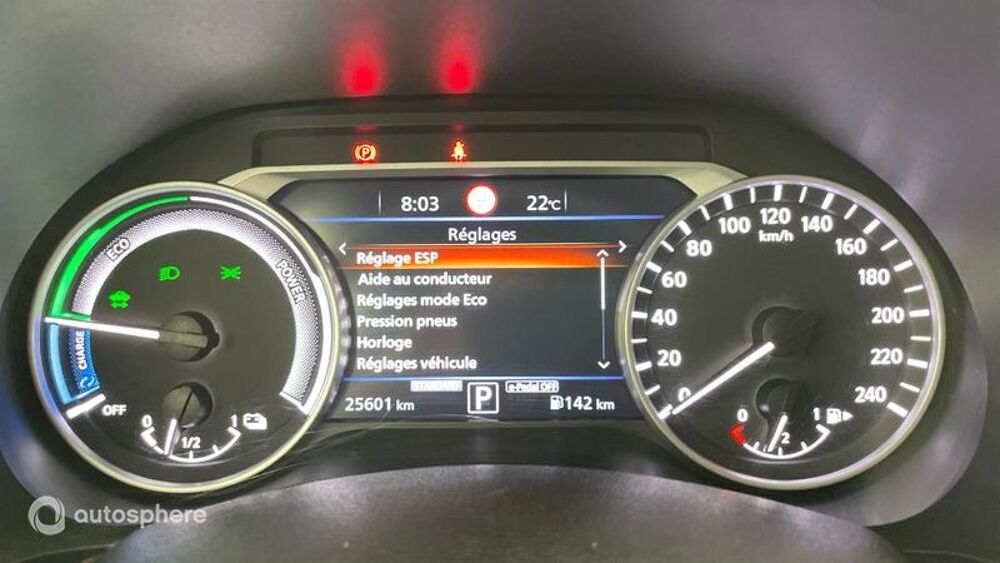 P
8:03 22°C
Réglages
Réglage ESP
Aide au conducteur
Réglages mode Eco
Pression pneus
Horloge
Réglages véhicule
STANDARD P e-Pedal OFF
25601 km 142 km
ECO POWER
CHARGE
OFF
0 1/2 1
0 20 40 60 80 100 120 140 160 180 200 220 240
km/h
0 1
autosphere